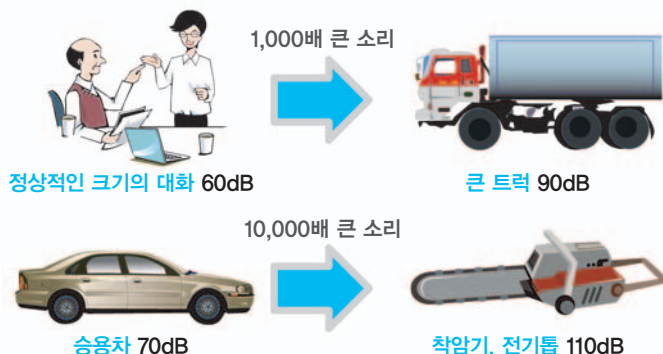 1,000배 큰 소리
정상적인 크기의 대화 60dB
큰 트럭 90dB
10,000배 큰 소리
승용차 70dB
착암기, 전기톱 110dB